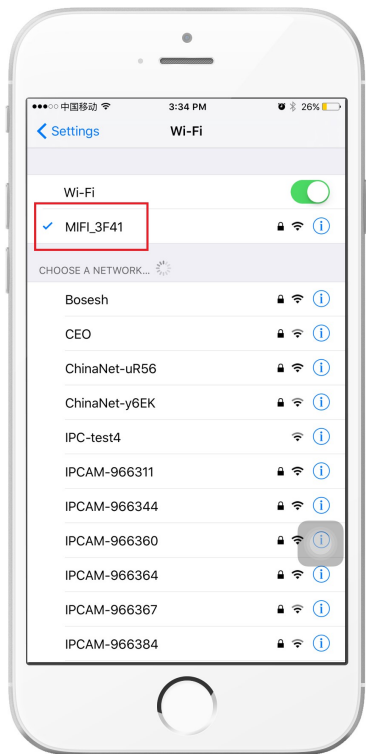 中国移动 3:34 PM 26%
Settings Wi-Fi
Wi-Fi
MIFI_3F41
CHOOSE A NETWORK...
Bosesh
CEO
ChinaNet-uR56
ChinaNet-y6EK
IPC-test4
IPCAM-966311
IPCAM-966344
IPCAM-966360
IPCAM-966364
IPCAM-966367
IPCAM-966384